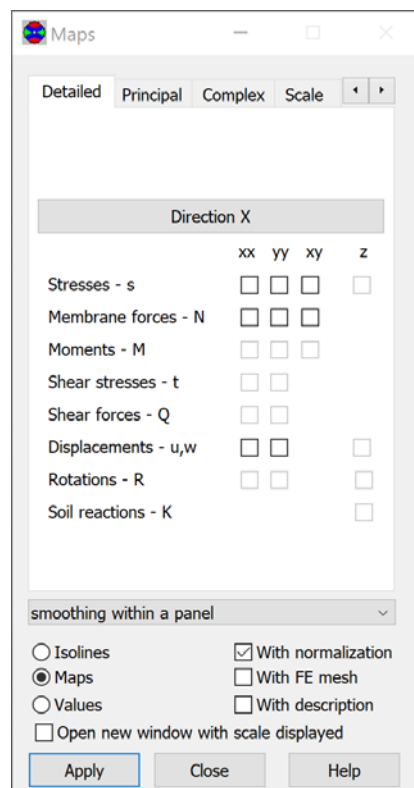 Maps
Detailed Principal Complex Scale
Direction X
xx yy xy z
Stresses - s
Membrane forces - N
Moments - M
Shear stresses - t
Shear forces - Q
Displacements - u,w
Rotations - R
Soil reactions - K
smoothing within a panel
Isolines With normalization
Maps With FE mesh
Values With description
Open new window with scale displayed
Apply Close Help